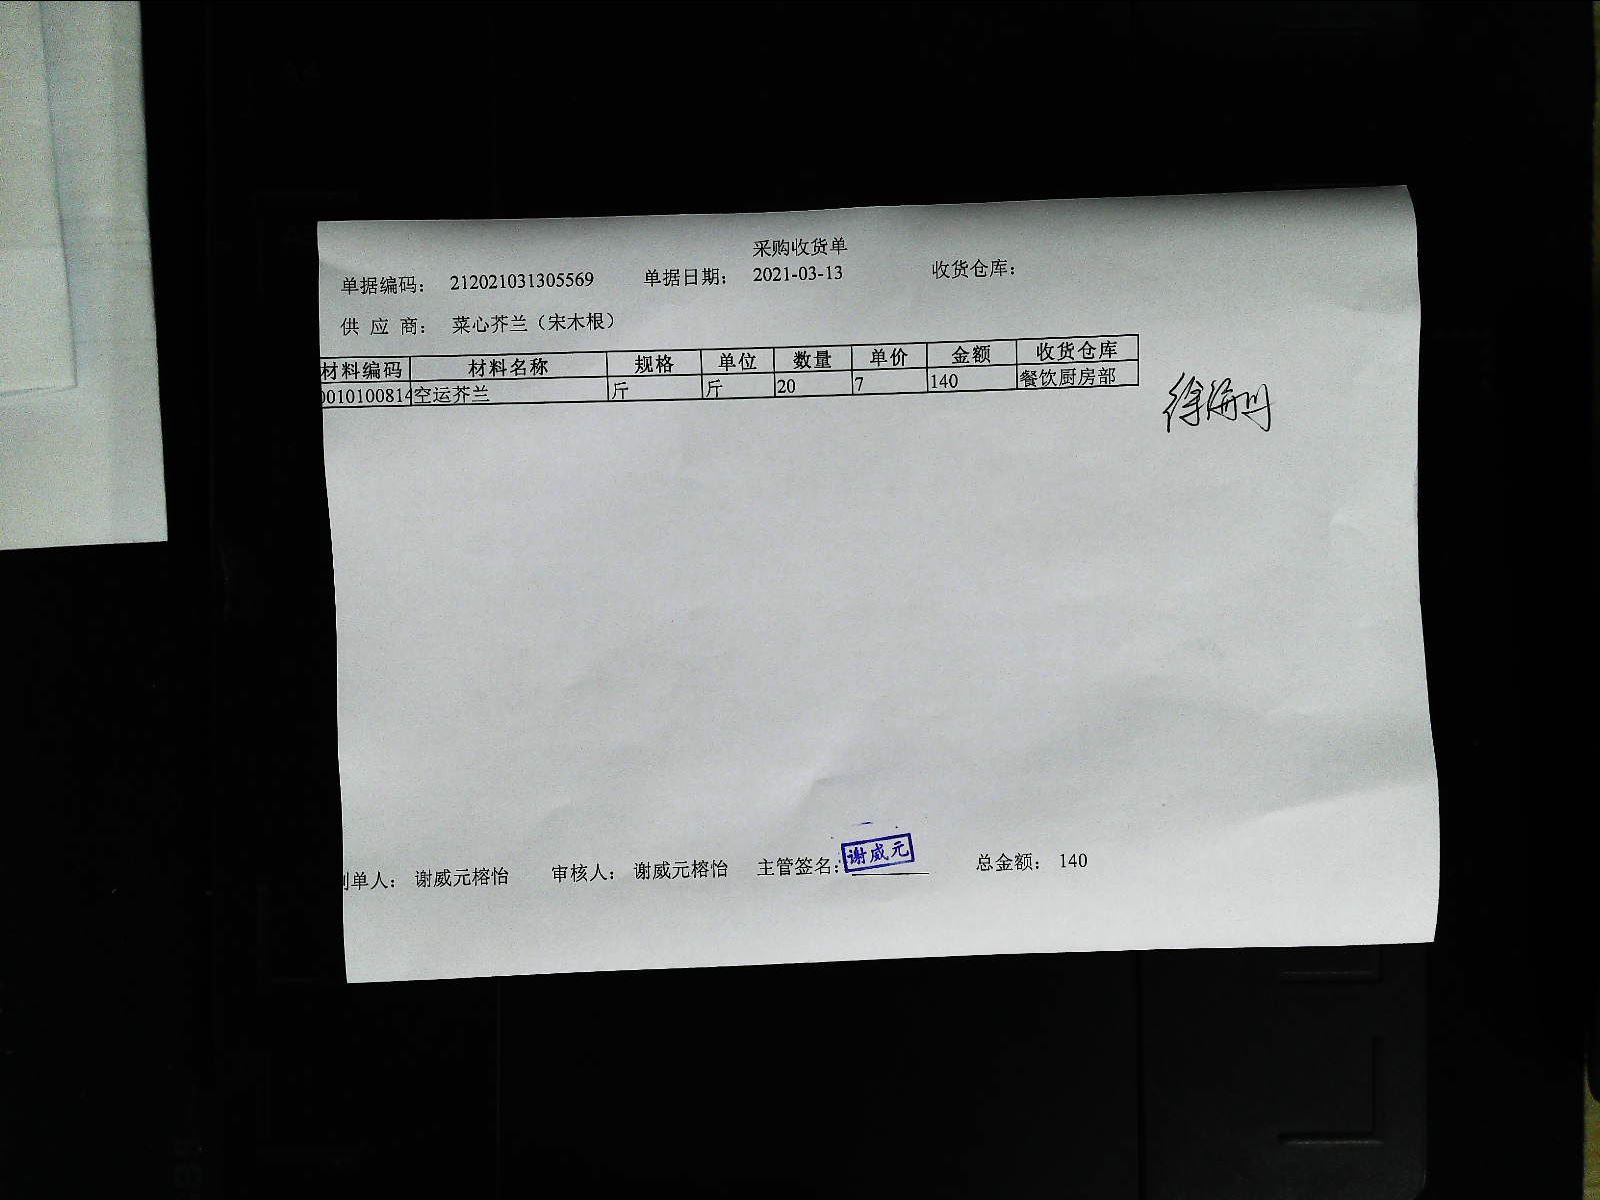 采购收货单
单据编码： 212021031305569 单据日期： 2021-03-13 收货仓库：
供 应 商： 菜心芥兰（宋木根）
材料编码 材料名称 规格 单位 数量 单价 金额 收货仓库
0010100814 空运芥兰 斤 斤 20 7 140 餐饮厨房部
制单人： 谢威元榕怡 审核人： 谢威元榕怡 主管签名： 谢威元 总金额： 140